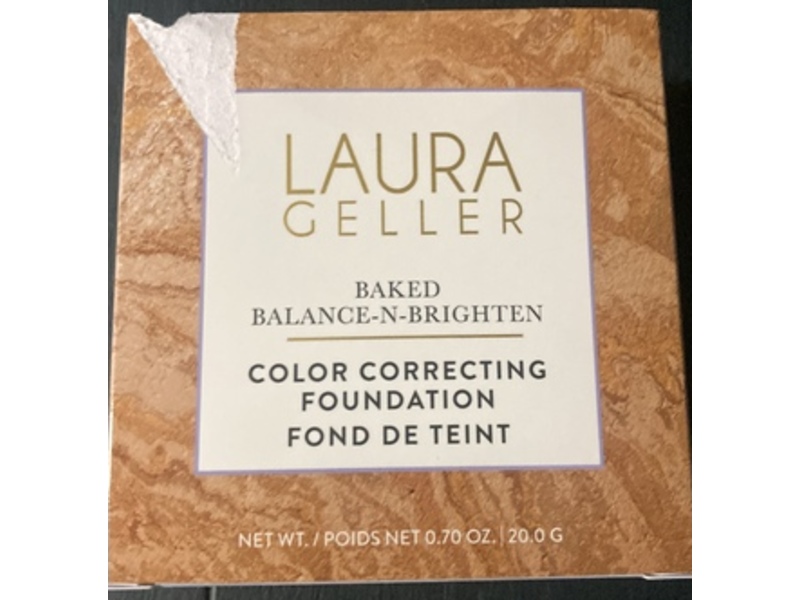 LAURA
GELLER
BAKED
BALANCE-N-BRIGHTEN
COLOR CORRECTING
FOUNDATION
FOND DE TEINT
NET WT. / POIDS NET 0.70 OZ. | 20.0 G